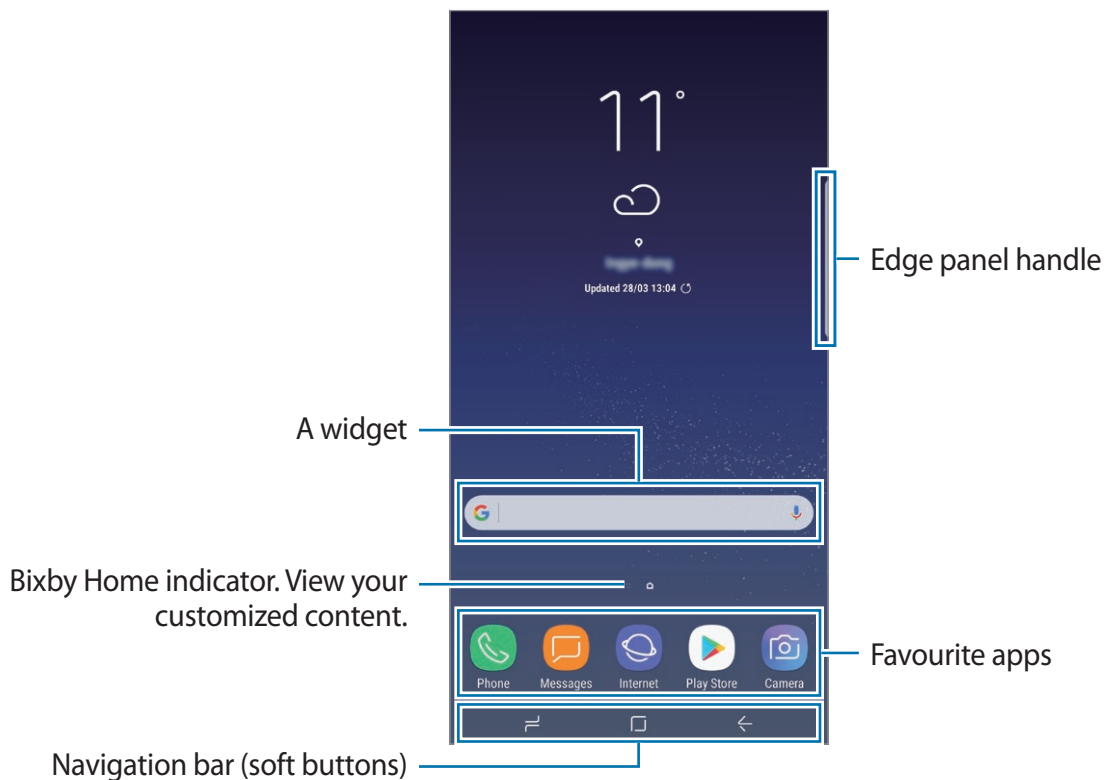 11°
Updated 28/03 13:04
Edge panel handle
A widget
G
Bixby Home indicator. View your
customized content.
Phone Messages Internet Play Store Camera
Favourite apps
Navigation bar (soft buttons)